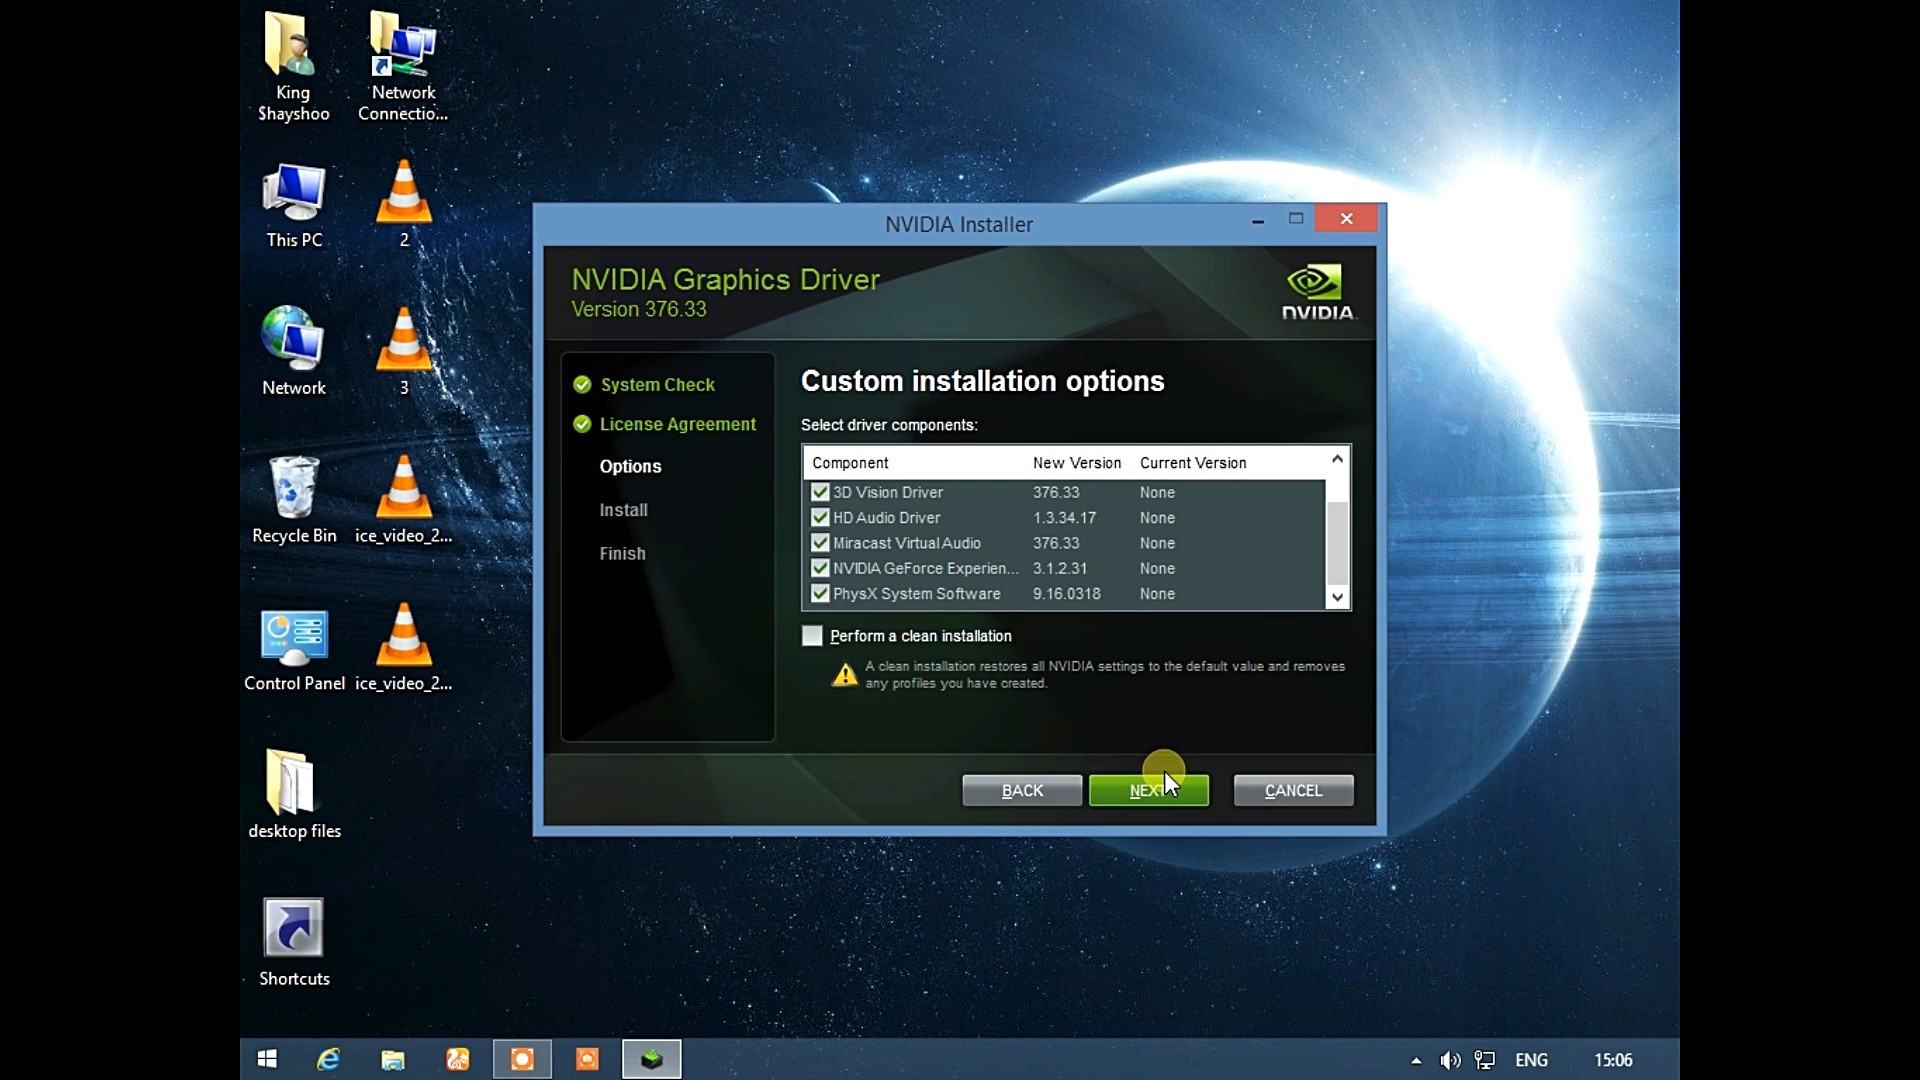 King
Shayshoo
Network
Connectio...
This PC
2
Network
3
Recycle Bin
ice_video_2...
Control Panel
ice_video_2...
desktop files
Shortcuts
NVIDIA Installer
NVIDIA Graphics Driver
Version 376.33
NVIDIA.
System Check
License Agreement
Options
Install
Finish
Custom installation options
Select driver components:
Component New Version Current Version
3D Vision Driver 376.33 None
HD Audio Driver 1.3.34.17 None
Miracast Virtual Audio 376.33 None
NVIDIA GeForce Experien... 3.1.2.31 None
PhysX System Software 9.16.0318 None
Perform a clean installation
A clean installation restores all NVIDIA settings to the default value and removes
any profiles you have created.
BACK
NEXT
CANCEL
ENG
15:06